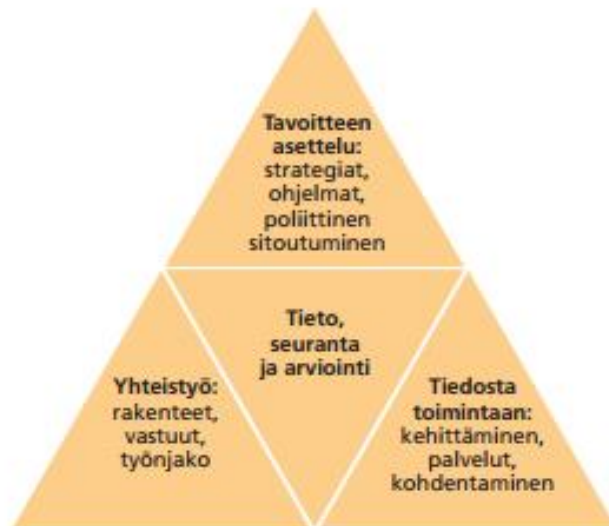 Tavoitteen
asettelu:
strategiat,
ohjelmat,
poliittinen
sitoutuminen
Tieto,
seuranta
ja arviointi
Yhteistyö:
rakenteet,
vastuut,
työnjako
Tiedosta
toimintaan:
kehittäminen,
palvelut,
kohdentaminen